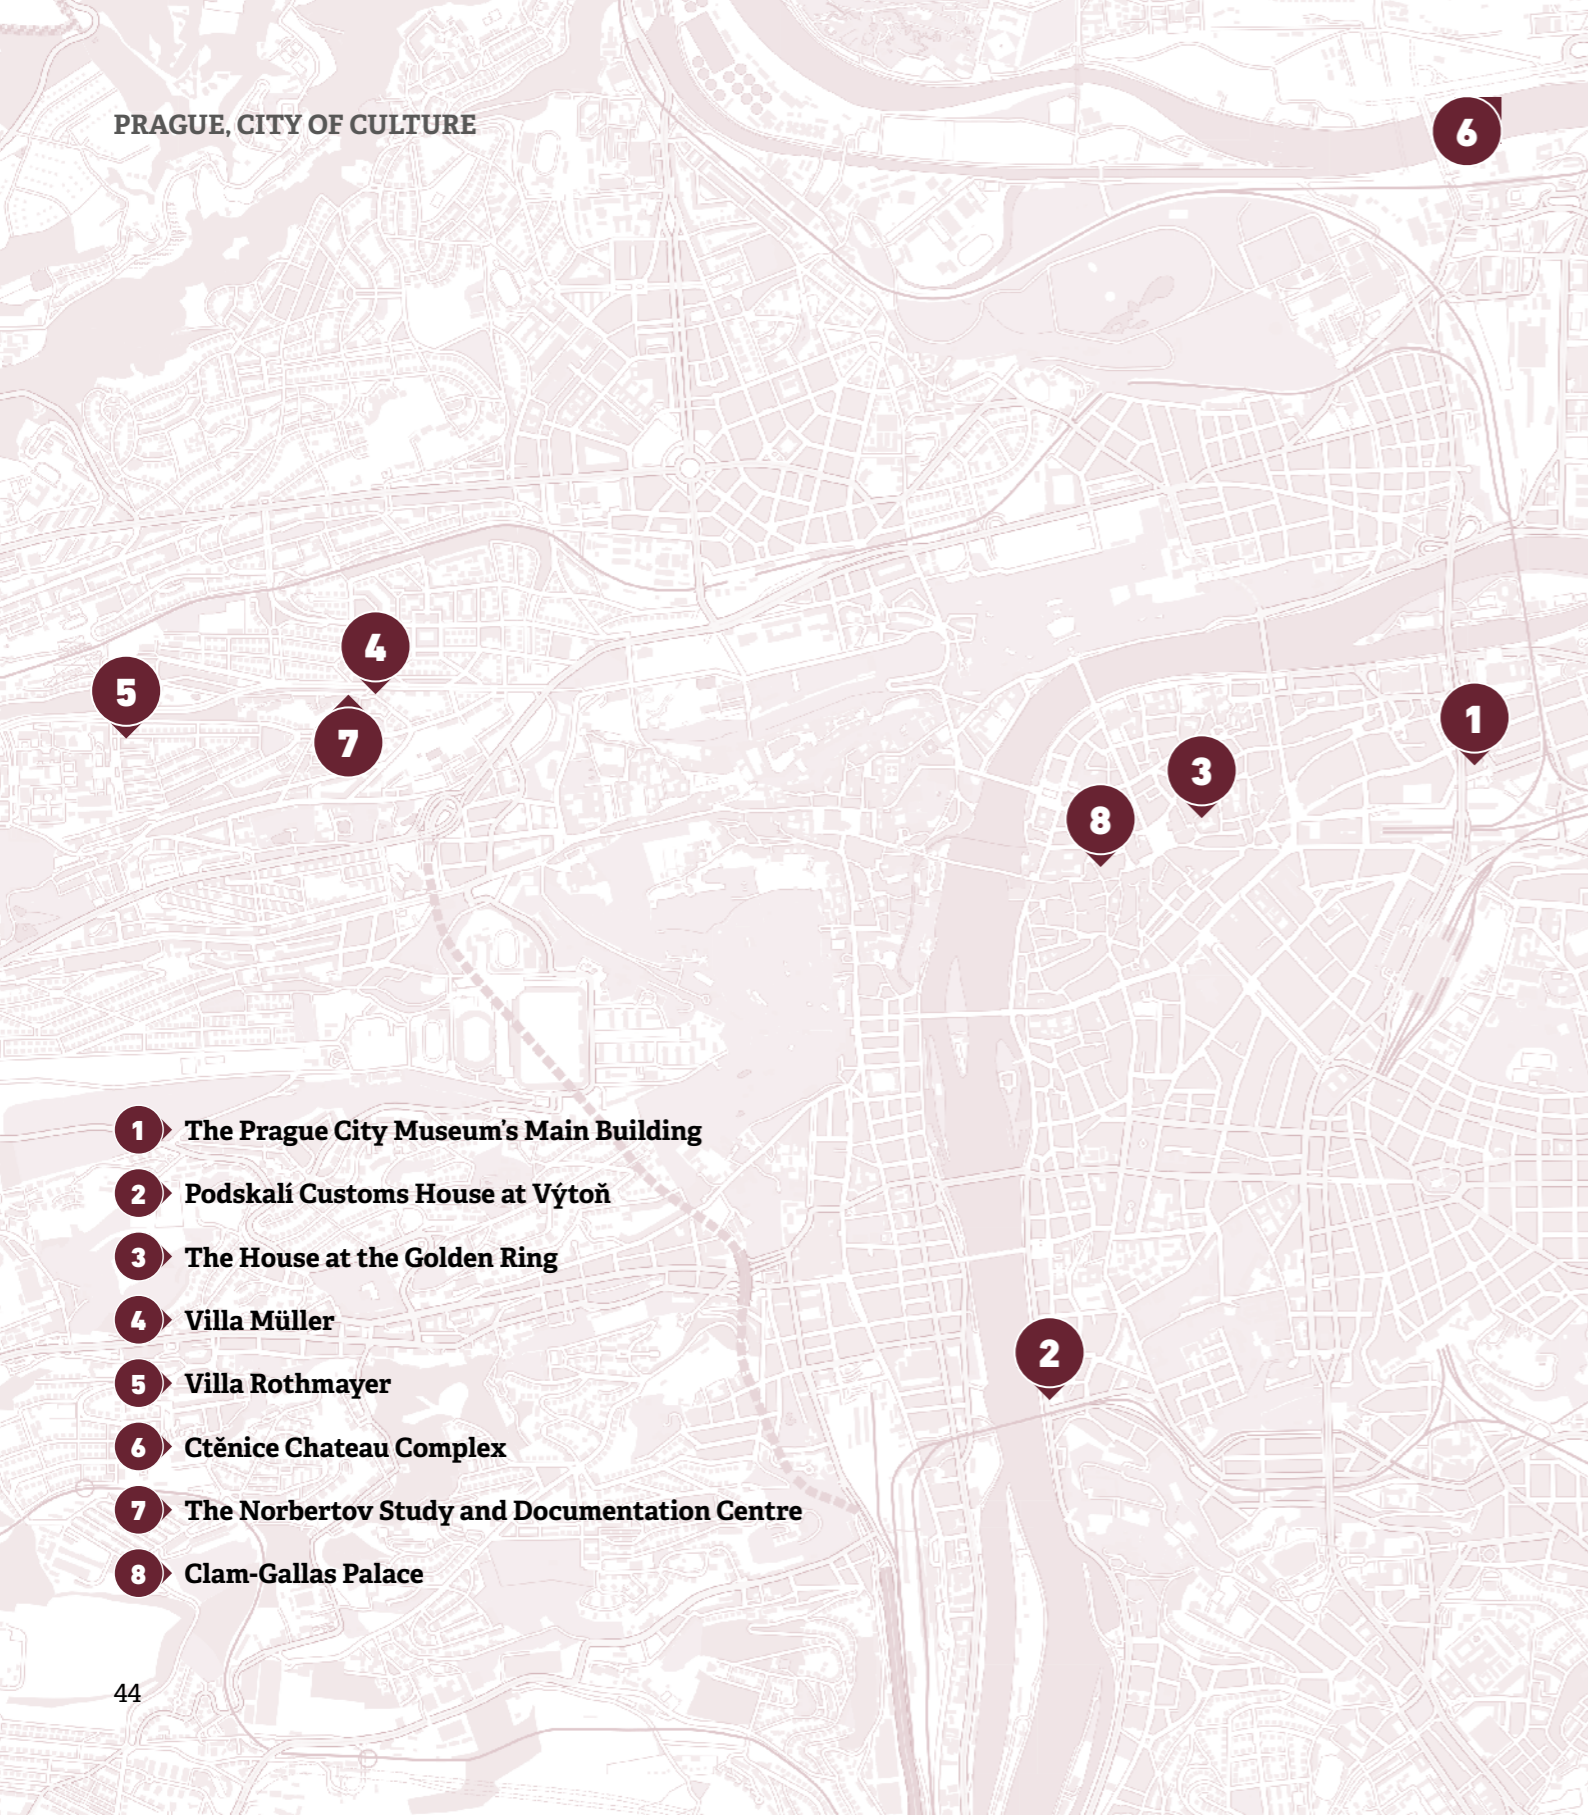 PRAGUE, CITY OF CULTURE
6
4
5
7
1
3
8
2
1 The Prague City Museum's Main Building
2 Podskalí Customs House at Výtoň
3 The House at the Golden Ring
4 Villa Müller
5 Villa Rothmayer
6 Ctěnice Chateau Complex
7 The Norbertov Study and Documentation Centre
8 Clam-Gallas Palace
44